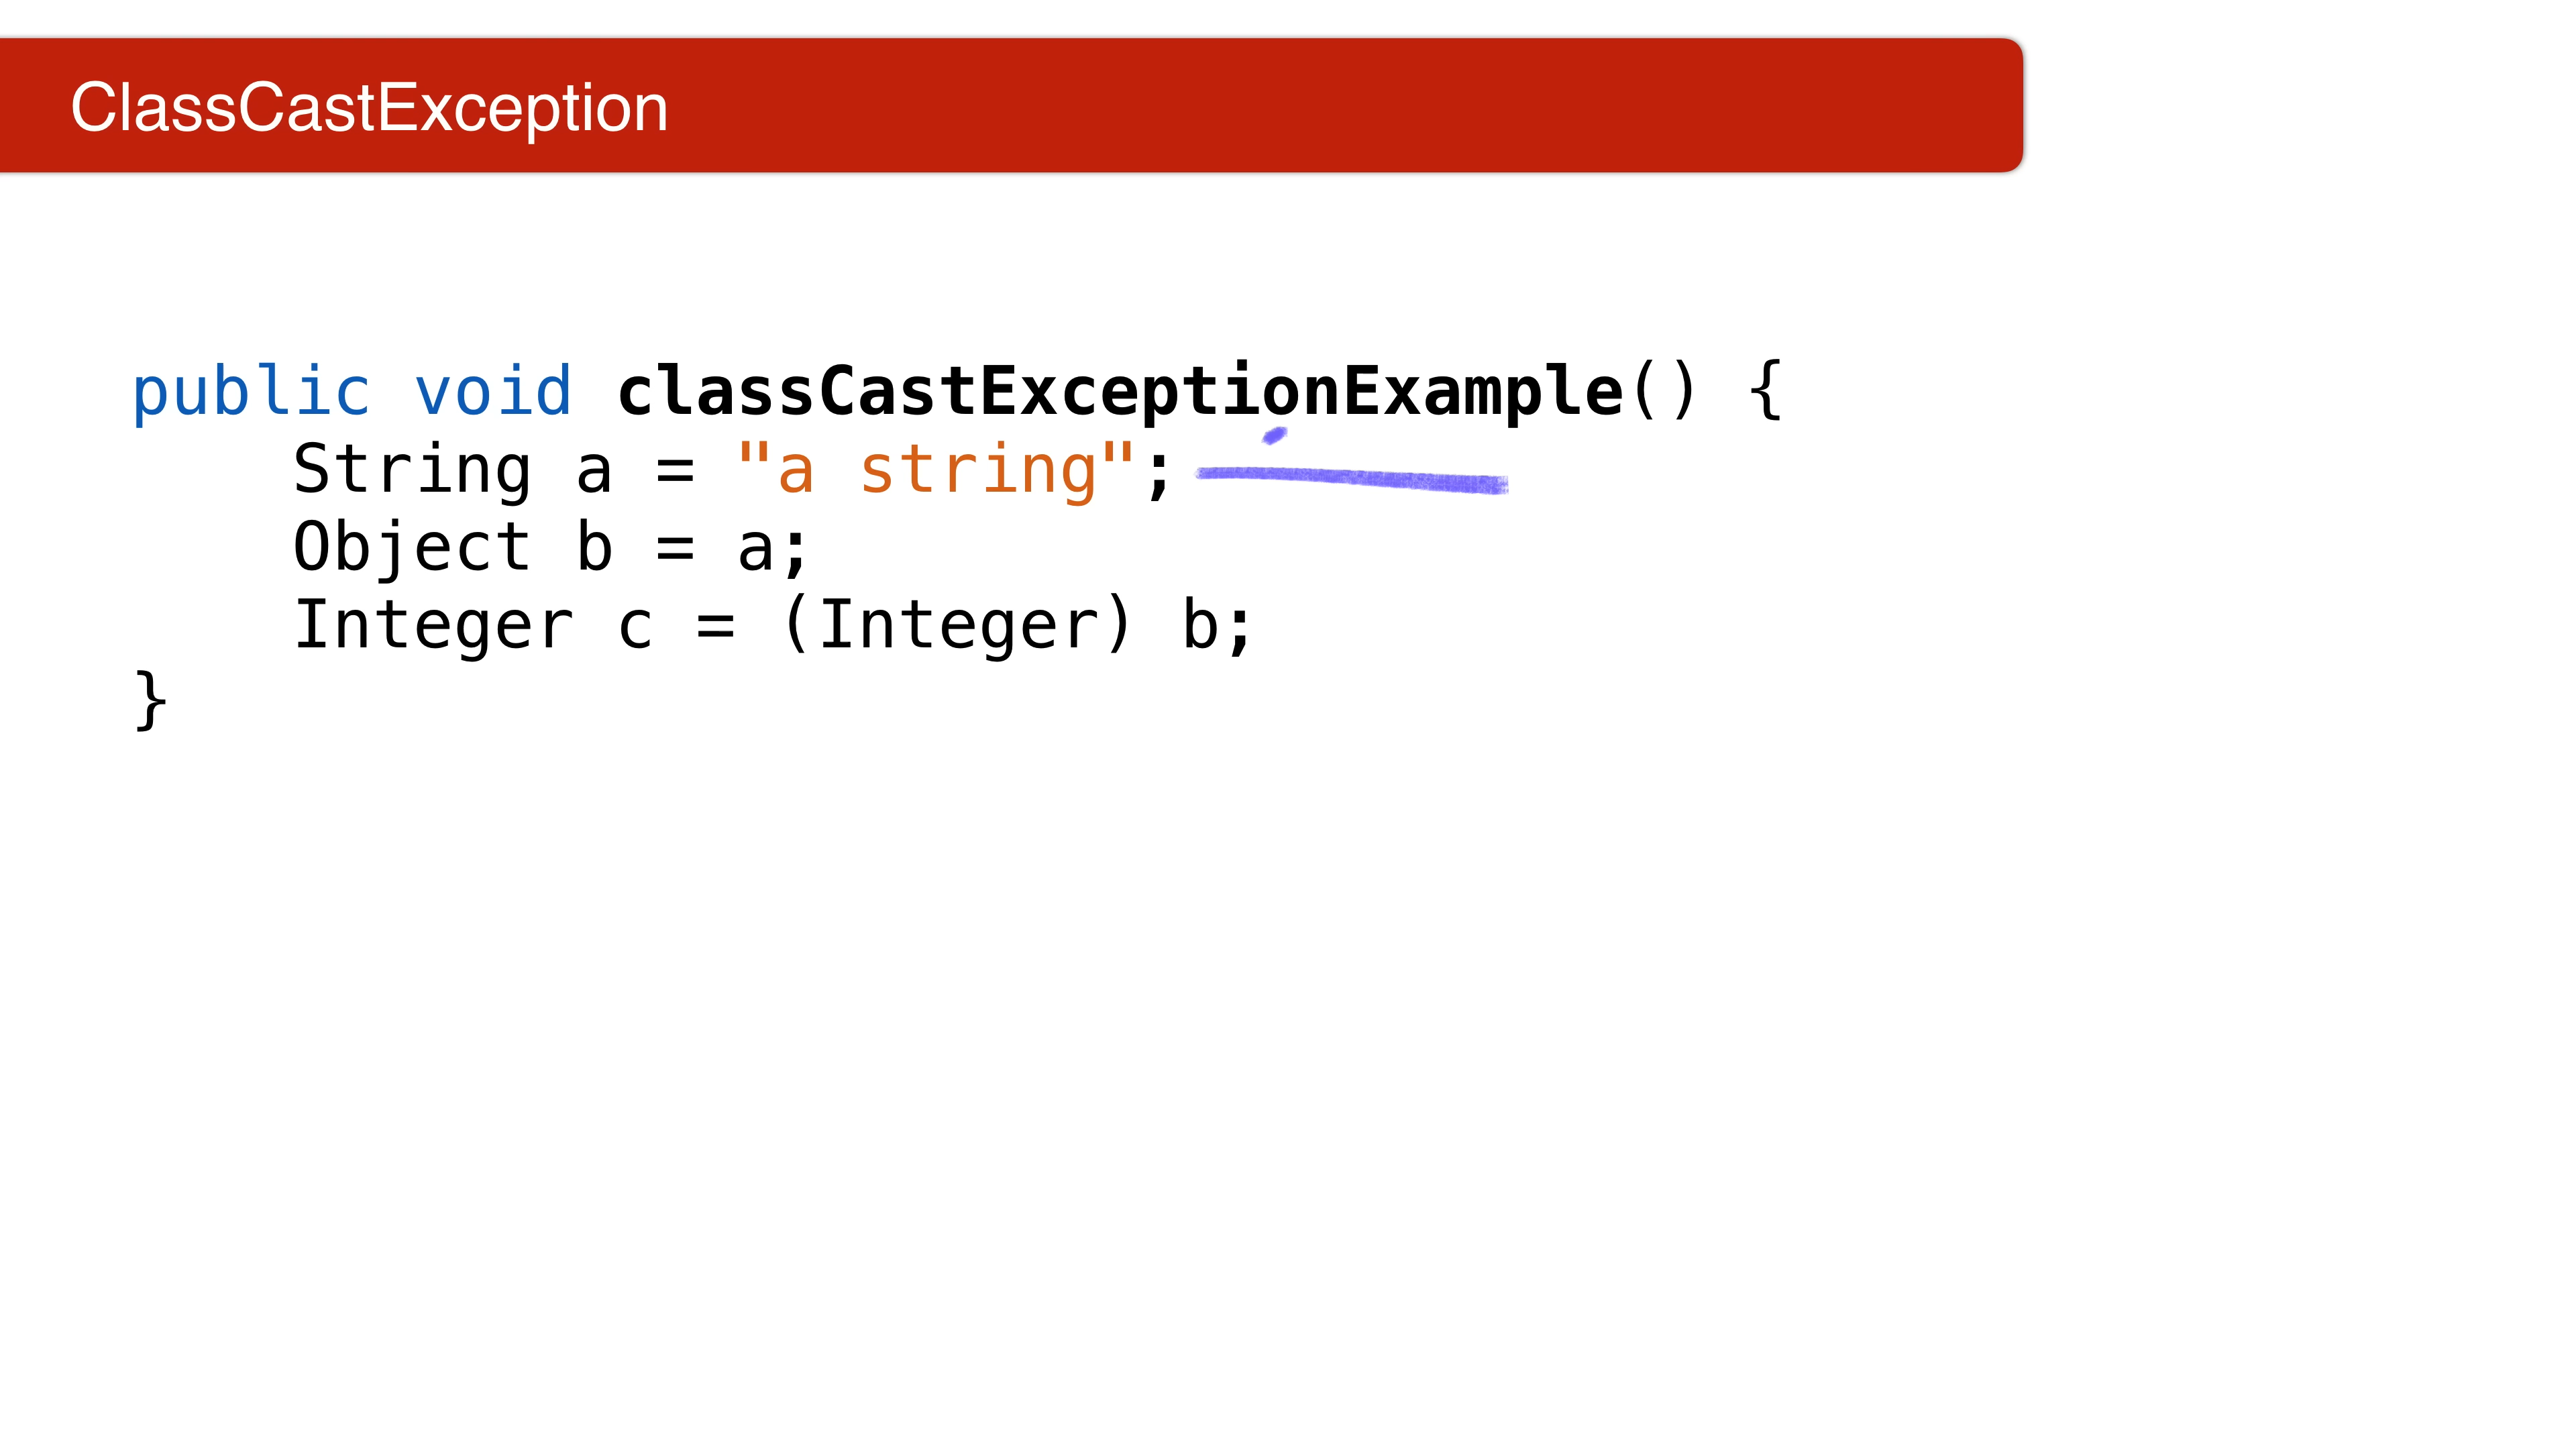 ClassCastException
public void classCastExceptionExample() {
    String a = "a string";
    Object b = a;
    Integer c = (Integer) b;
}